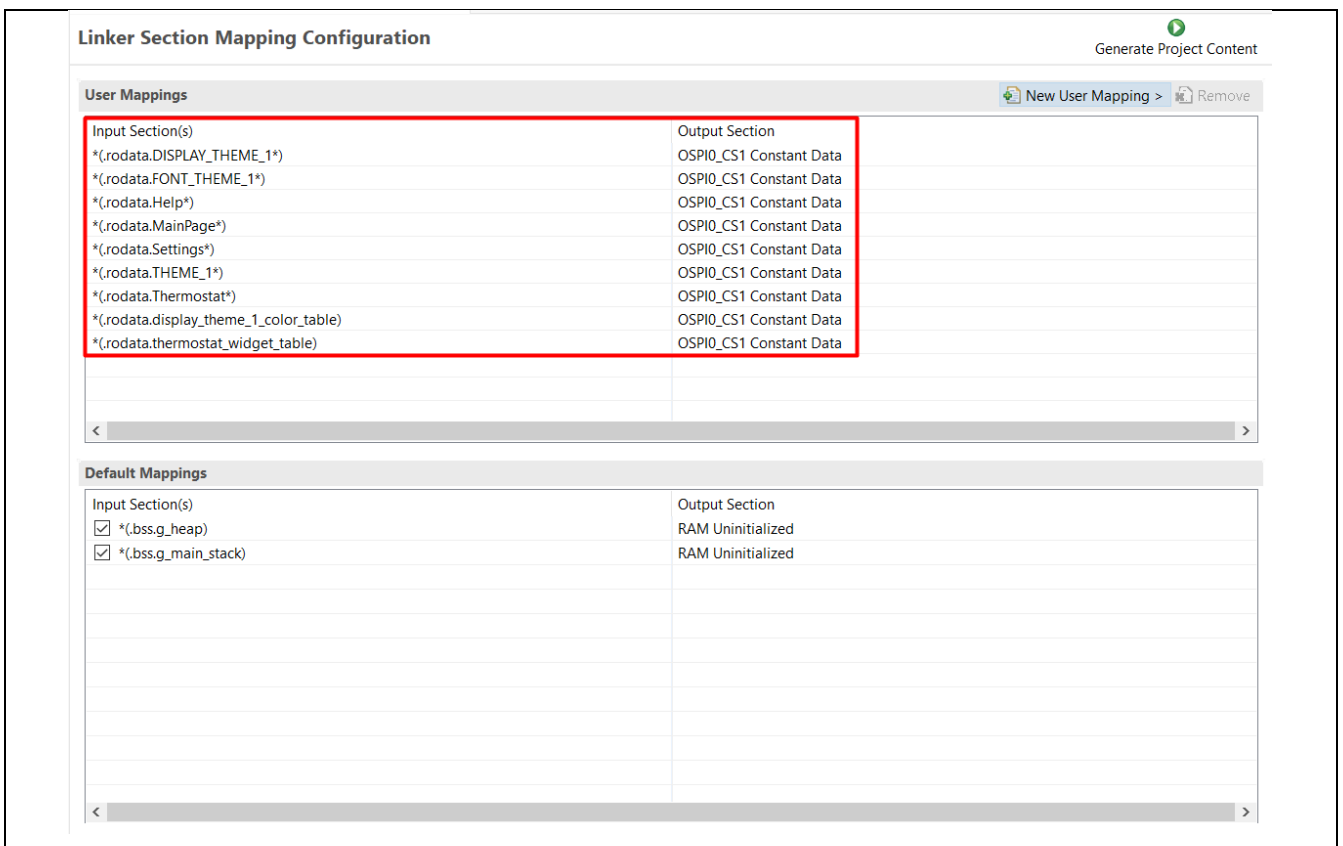 Linker Section Mapping Configuration
Generate Project Content
User Mappings
New User Mapping > Remove
Input Section(s) Output Section
*(.rodata.DISPLAY_THEME_1*) OSPI0_CS1 Constant Data
*(.rodata.FONT_THEME_1*) OSPI0_CS1 Constant Data
*(.rodata.Help*) OSPI0_CS1 Constant Data
*(.rodata.MainPage*) OSPI0_CS1 Constant Data
*(.rodata.Settings*) OSPI0_CS1 Constant Data
*(.rodata.THEME_1*) OSPI0_CS1 Constant Data
*(.rodata.Thermostat*) OSPI0_CS1 Constant Data
*(.rodata.display_theme_1_color_table) OSPI0_CS1 Constant Data
*(.rodata.thermostat_widget_table) OSPI0_CS1 Constant Data
Default Mappings
Input Section(s) Output Section
*(.bss.g_heap) RAM Uninitialized
*(.bss.g_main_stack) RAM Uninitialized